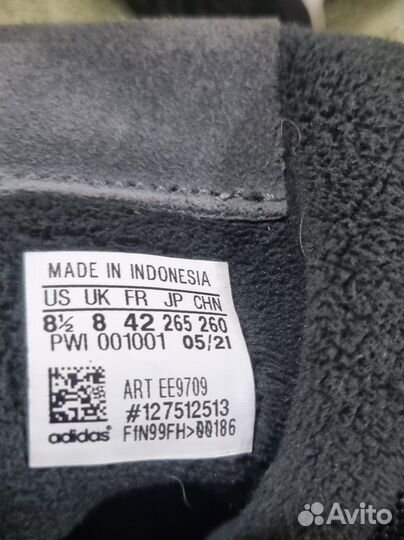 MADE IN INDONESIA
US UK FR JP CHN
8½ 8 42 265 260
PWI 001001 05/21
ART EE9709
#127512513
adidas FIN99FH>00186
Avito